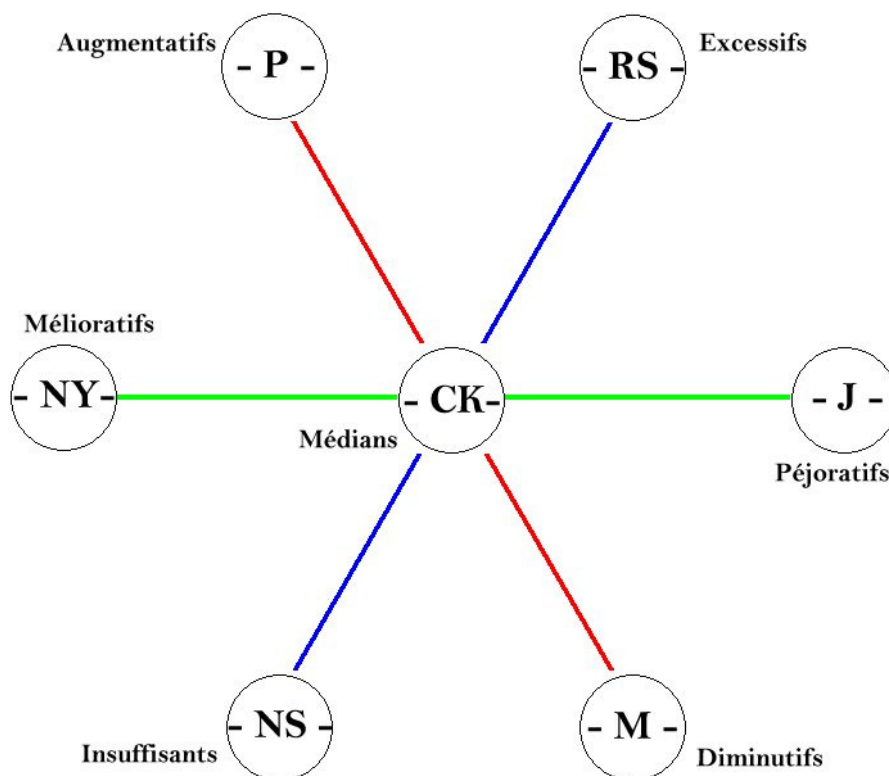 Augmentatifs
- P -
- RS -
Excessifs
Mélioratifs
- NY-
- CK-
Médians
- J -
Péjoratifs
- NS -
Insuffisants
- M -
Diminutifs